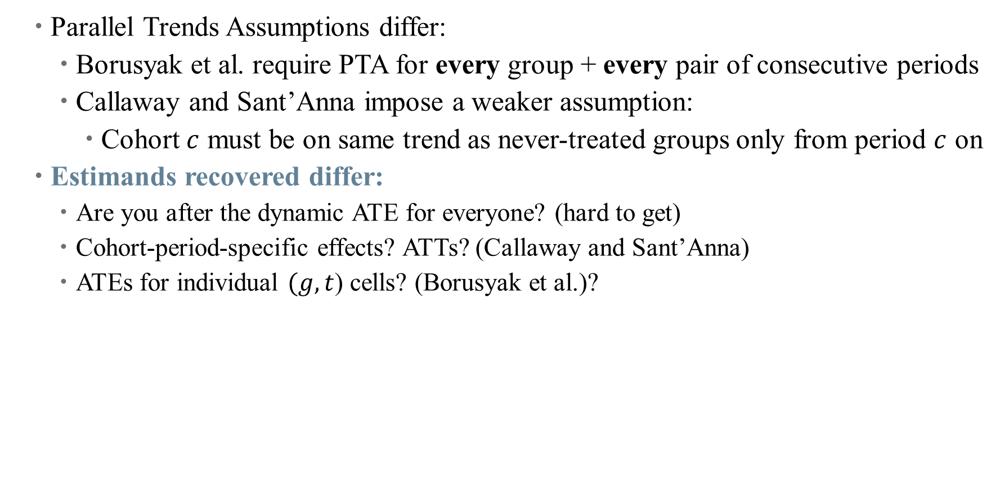 • Parallel Trends Assumptions differ:
• Borusyak et al. require PTA for every group + every pair of consecutive periods
• Callaway and Sant’Anna impose a weaker assumption:
• Cohort c must be on same trend as never-treated groups only from period c on
• Estimands recovered differ:
• Are you after the dynamic ATE for everyone? (hard to get)
• Cohort-period-specific effects? ATTs? (Callaway and Sant’Anna)
• ATEs for individual (g, t) cells? (Borusyak et al.)?